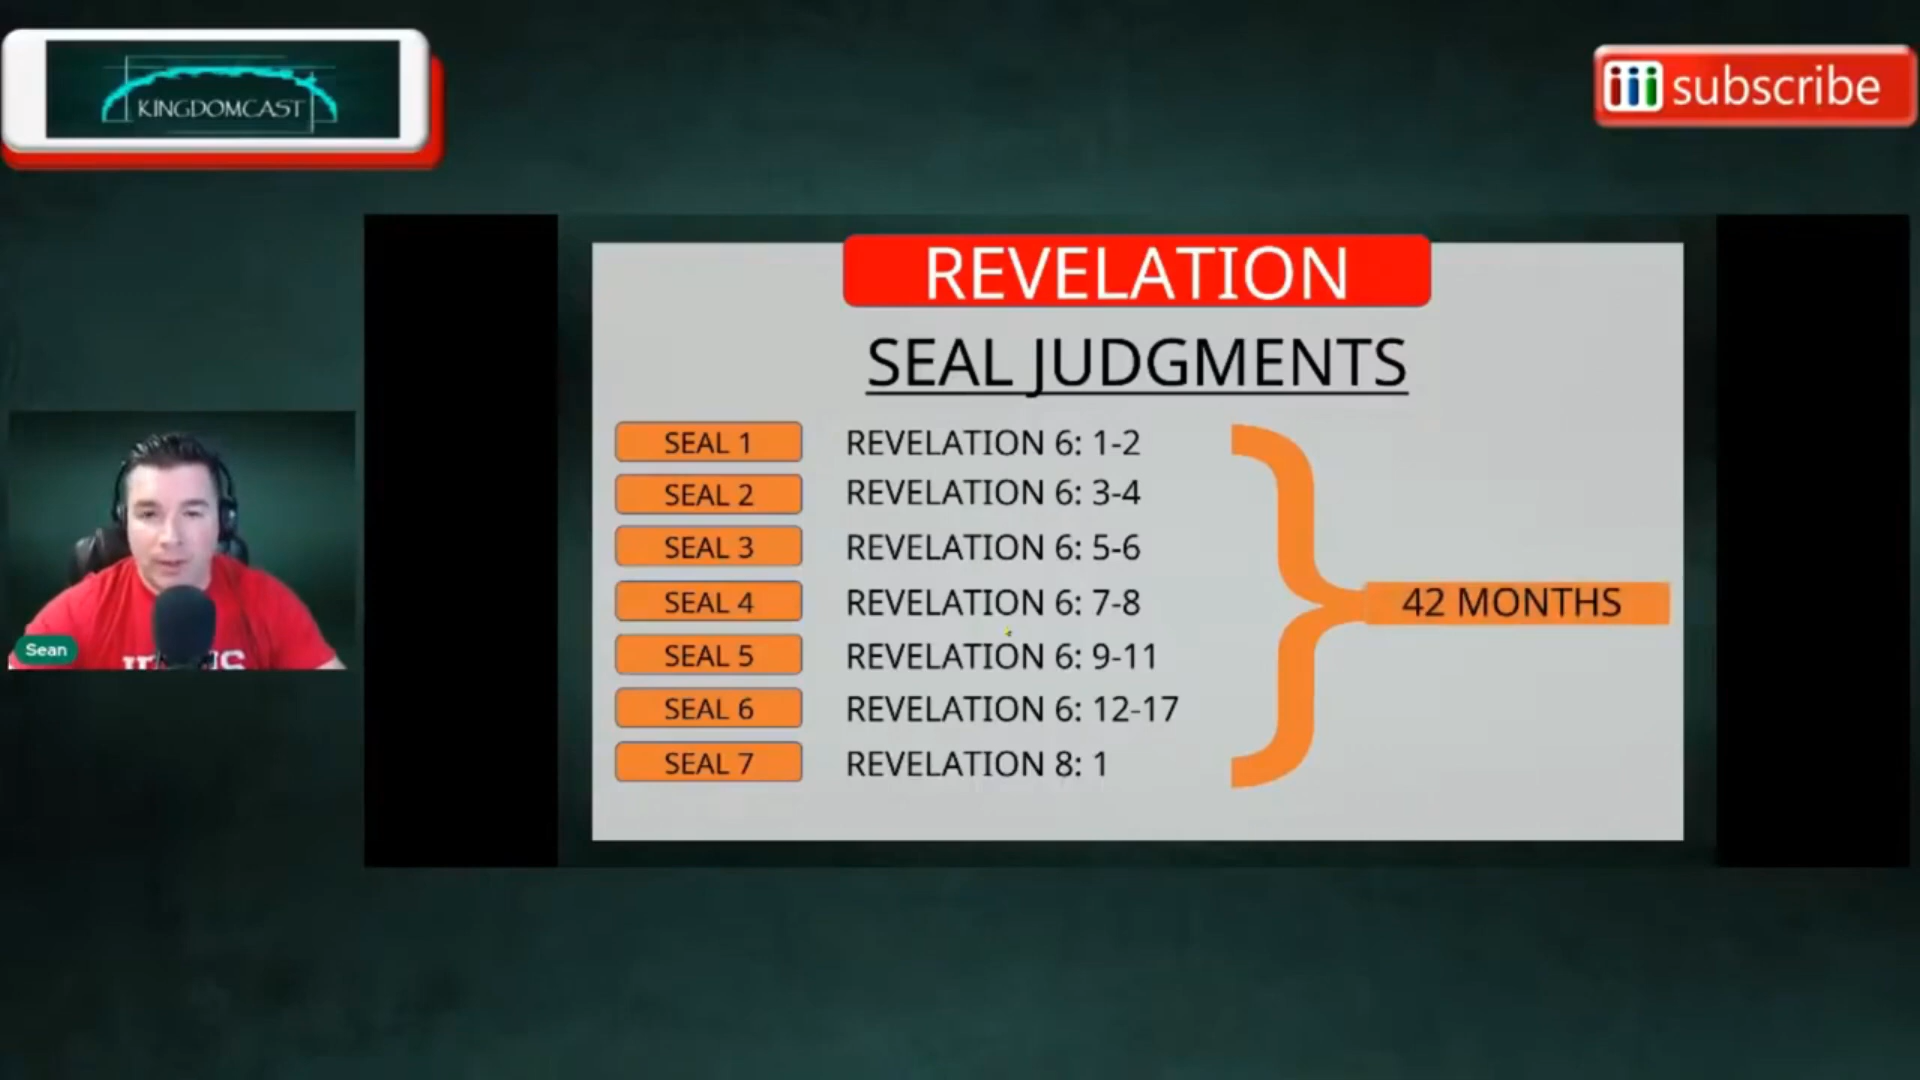 KINGDOMCAST
subscribe
REVELATION
SEAL JUDGMENTS
SEAL 1 REVELATION 6: 1-2
SEAL 2 REVELATION 6: 3-4
SEAL 3 REVELATION 6: 5-6
SEAL 4 REVELATION 6: 7-8
42 MONTHS
SEAL 5 REVELATION 6: 9-11
SEAL 6 REVELATION 6: 12-17
SEAL 7 REVELATION 8: 1
Sean